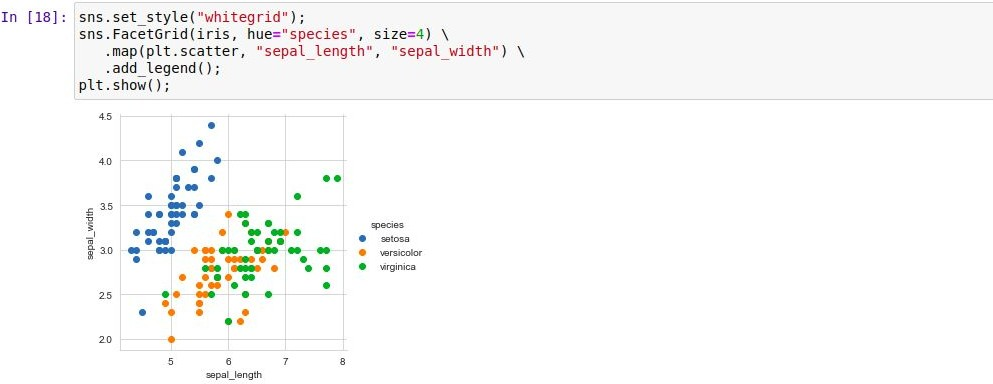 In [18]: sns.set_style("whitegrid");
sns.FacetGrid(iris, hue="species", size=4) \
.map(plt.scatter, "sepal_length", "sepal_width") \
.add_legend();
plt.show();
4.5
4.0
3.5
3.0
2.5
2.0
sepal_width
5 6 7 8
sepal_length
species
setosa
versicolor
virginica